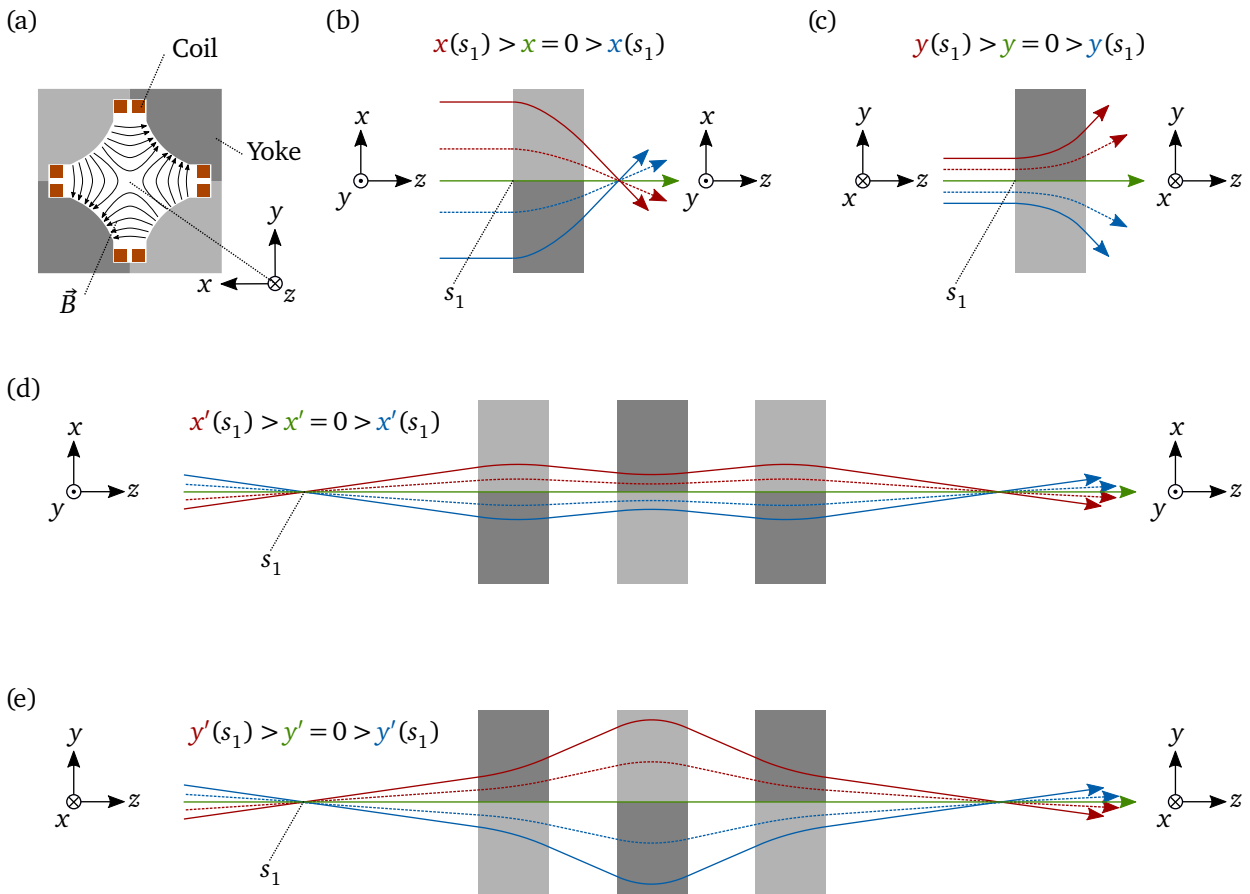 (a)
Coil
Yoke
y
x
z
B⃗
(b)
x(s₁) > x = 0 > x(s₁)
x
z
y
x
z
y
s₁
(c)
y(s₁) > y = 0 > y(s₁)
y
z
x
y
z
x
s₁
(d)
x′(s₁) > x′ = 0 > x′(s₁)
x
z
y
x
z
y
s₁
(e)
y′(s₁) > y′ = 0 > y′(s₁)
y
z
x
y
z
x
s₁